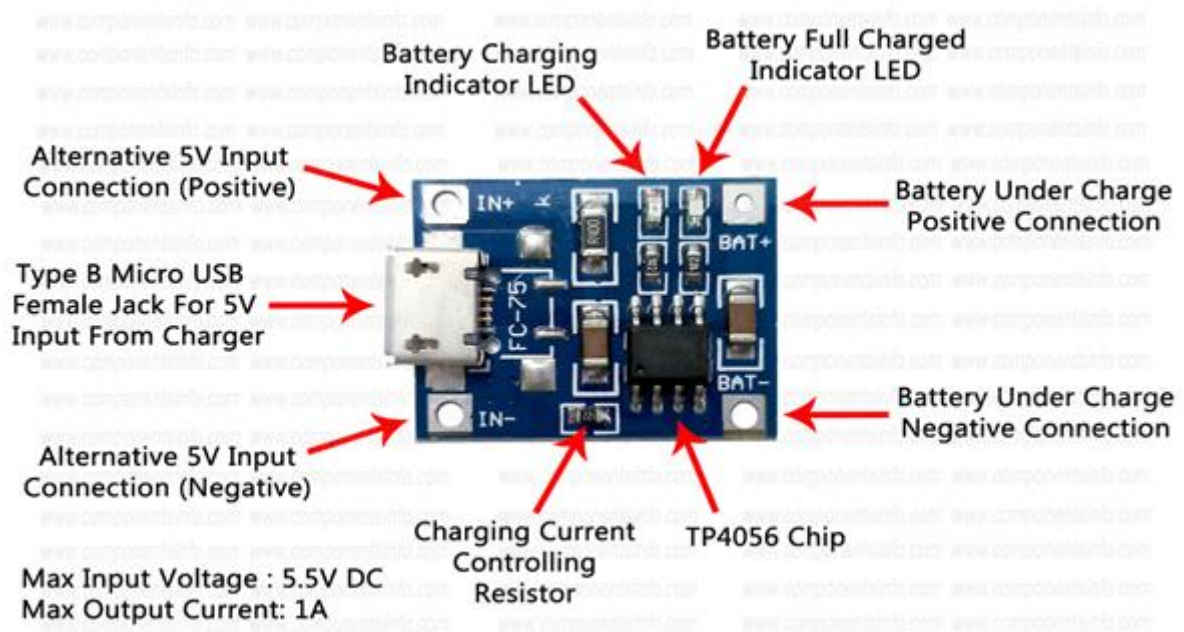 Battery Charging
Indicator LED
Battery Full Charged
Indicator LED
Alternative 5V Input
Connection (Positive)
Battery Under Charge
Positive Connection
Type B Micro USB
Female Jack For 5V
Input From Charger
IN+
K
BAT+
FC-75
BAT-
IN-
Battery Under Charge
Negative Connection
Alternative 5V Input
Connection (Negative)
Charging Current
Controlling
Resistor
TP4056 Chip
Max Input Voltage : 5.5V DC
Max Output Current: 1A